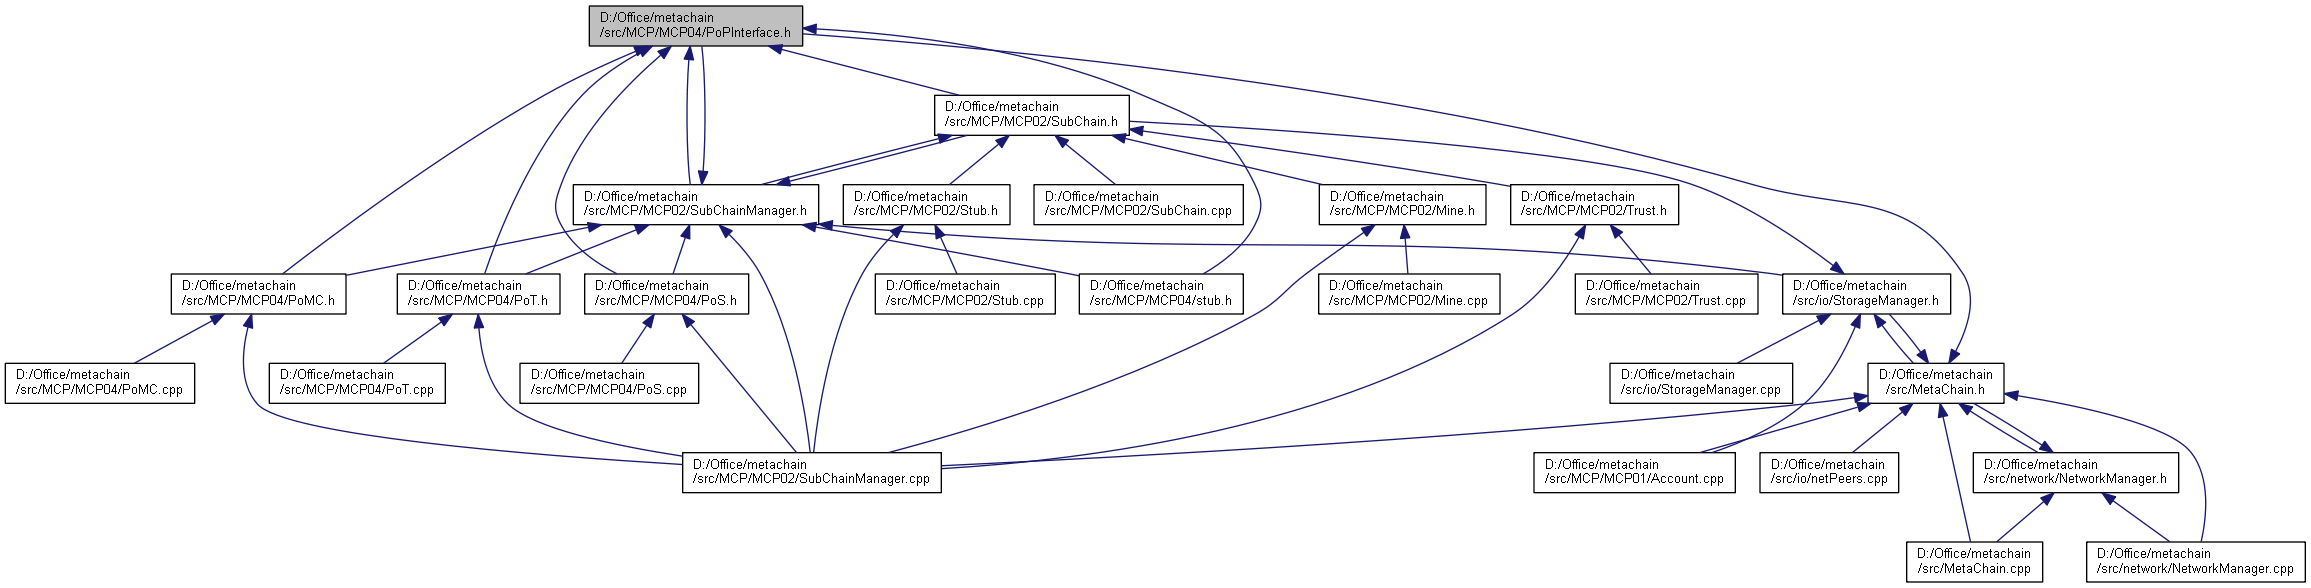 D:/Office/metachain
/src/MCP/MCP04/PoPInterface.h
D:/Office/metachain
/src/MCP/MCP02/SubChain.h
D:/Office/metachain
/src/MCP/MCP02/SubChainManager.h
D:/Office/metachain
/src/MCP/MCP02/Stub.h
D:/Office/metachain
/src/MCP/MCP02/SubChain.cpp
D:/Office/metachain
/src/MCP/MCP02/Mine.h
D:/Office/metachain
/src/MCP/MCP02/Trust.h
D:/Office/metachain
/src/MCP/MCP04/PoMC.h
D:/Office/metachain
/src/MCP/MCP04/PoT.h
D:/Office/metachain
/src/MCP/MCP04/PoS.h
D:/Office/metachain
/src/MCP/MCP02/Stub.cpp
D:/Office/metachain
/src/MCP/MCP04/stub.h
D:/Office/metachain
/src/MCP/MCP02/Mine.cpp
D:/Office/metachain
/src/MCP/MCP02/Trust.cpp
D:/Office/metachain
/src/io/StorageManager.h
D:/Office/metachain
/src/MCP/MCP04/PoMC.cpp
D:/Office/metachain
/src/MCP/MCP04/PoT.cpp
D:/Office/metachain
/src/MCP/MCP04/PoS.cpp
D:/Office/metachain
/src/io/StorageManager.cpp
D:/Office/metachain
/src/MetaChain.h
D:/Office/metachain
/src/MCP/MCP02/SubChainManager.cpp
D:/Office/metachain
/src/MCP/MCP01/Account.cpp
D:/Office/metachain
/src/io/netPeers.cpp
D:/Office/metachain
/src/network/NetworkManager.h
D:/Office/metachain
/src/MetaChain.cpp
D:/Office/metachain
/src/network/NetworkManager.cpp